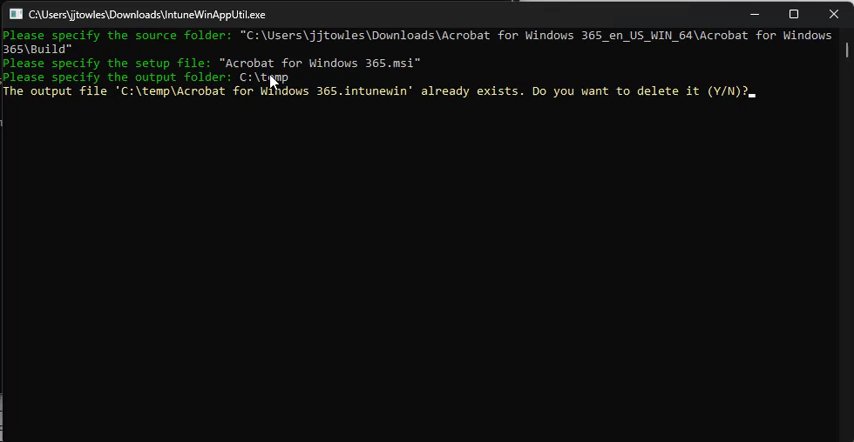 C:\Users\jjtowles\Downloads\IntuneWinAppUtil.exe
Please specify the source folder: "C:\Users\jjtowles\Downloads\Acrobat for Windows 365_en_US_WIN_64\Acrobat for Windows
365\Build"
Please specify the setup file: "Acrobat for Windows 365.msi"
Please specify the output folder: C:\temp
The output file 'C:\temp\Acrobat for Windows 365.intunewin' already exists. Do you want to delete it (Y/N)?